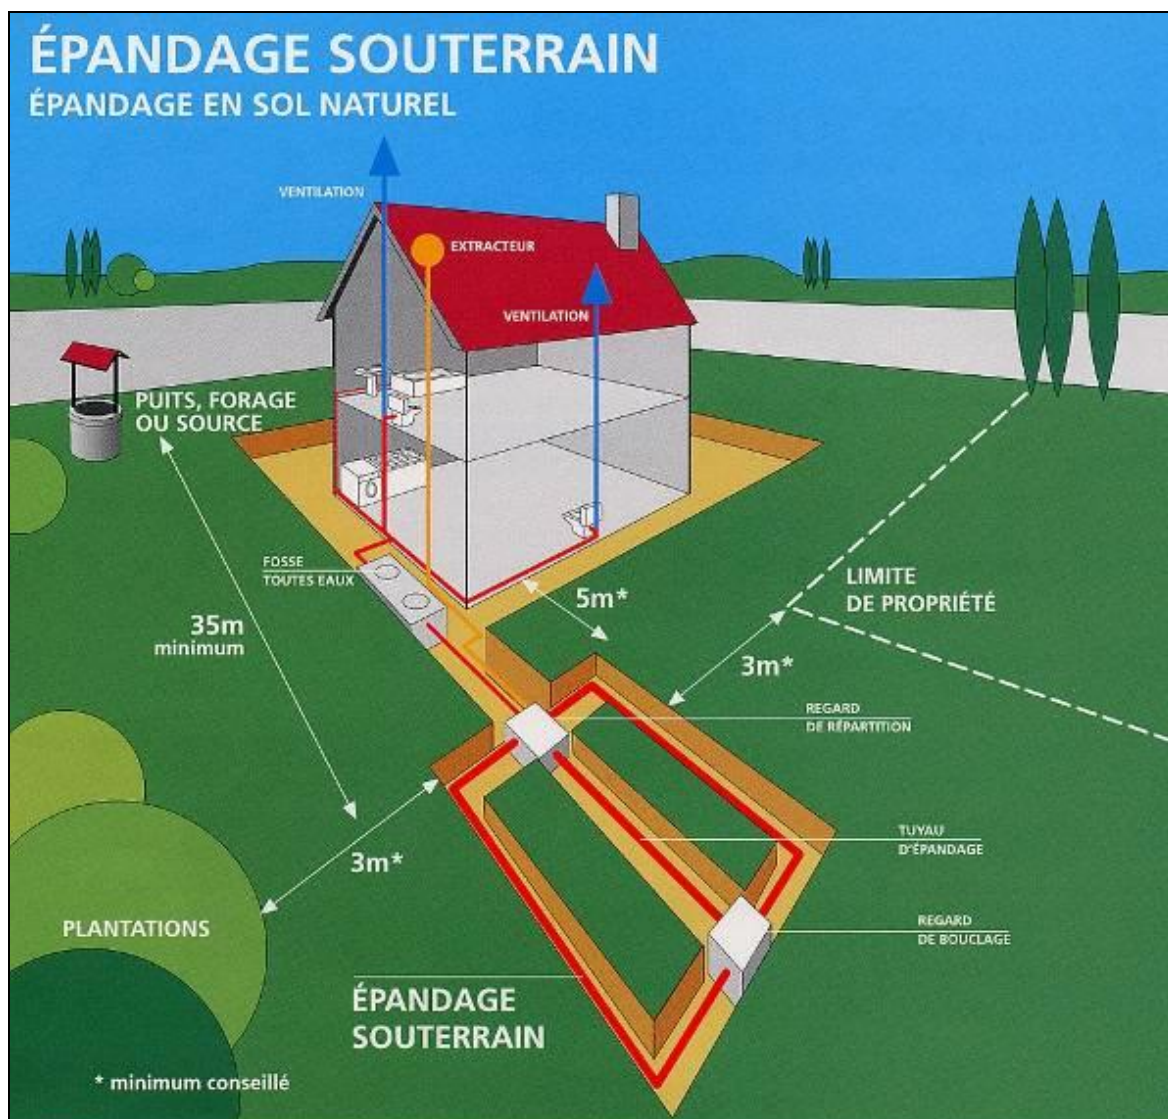 ÉPANDAGE SOUTERRAIN
ÉPANDAGE EN SOL NATUREL
VENTILATION
EXTRACTEUR
VENTILATION
PUITS, FORAGE
OU SOURCE
FOSSE
TOUTES EAUX
5m*
LIMITE
DE PROPRIÉTÉ
35m
minimum
3m*
REGARD
DE RÉPARTITION
TUYAU
D'ÉPANDAGE
3m*
PLANTATIONS
REGARD
DE BOUCLAGE
ÉPANDAGE
SOUTERRAIN
* minimum conseillé